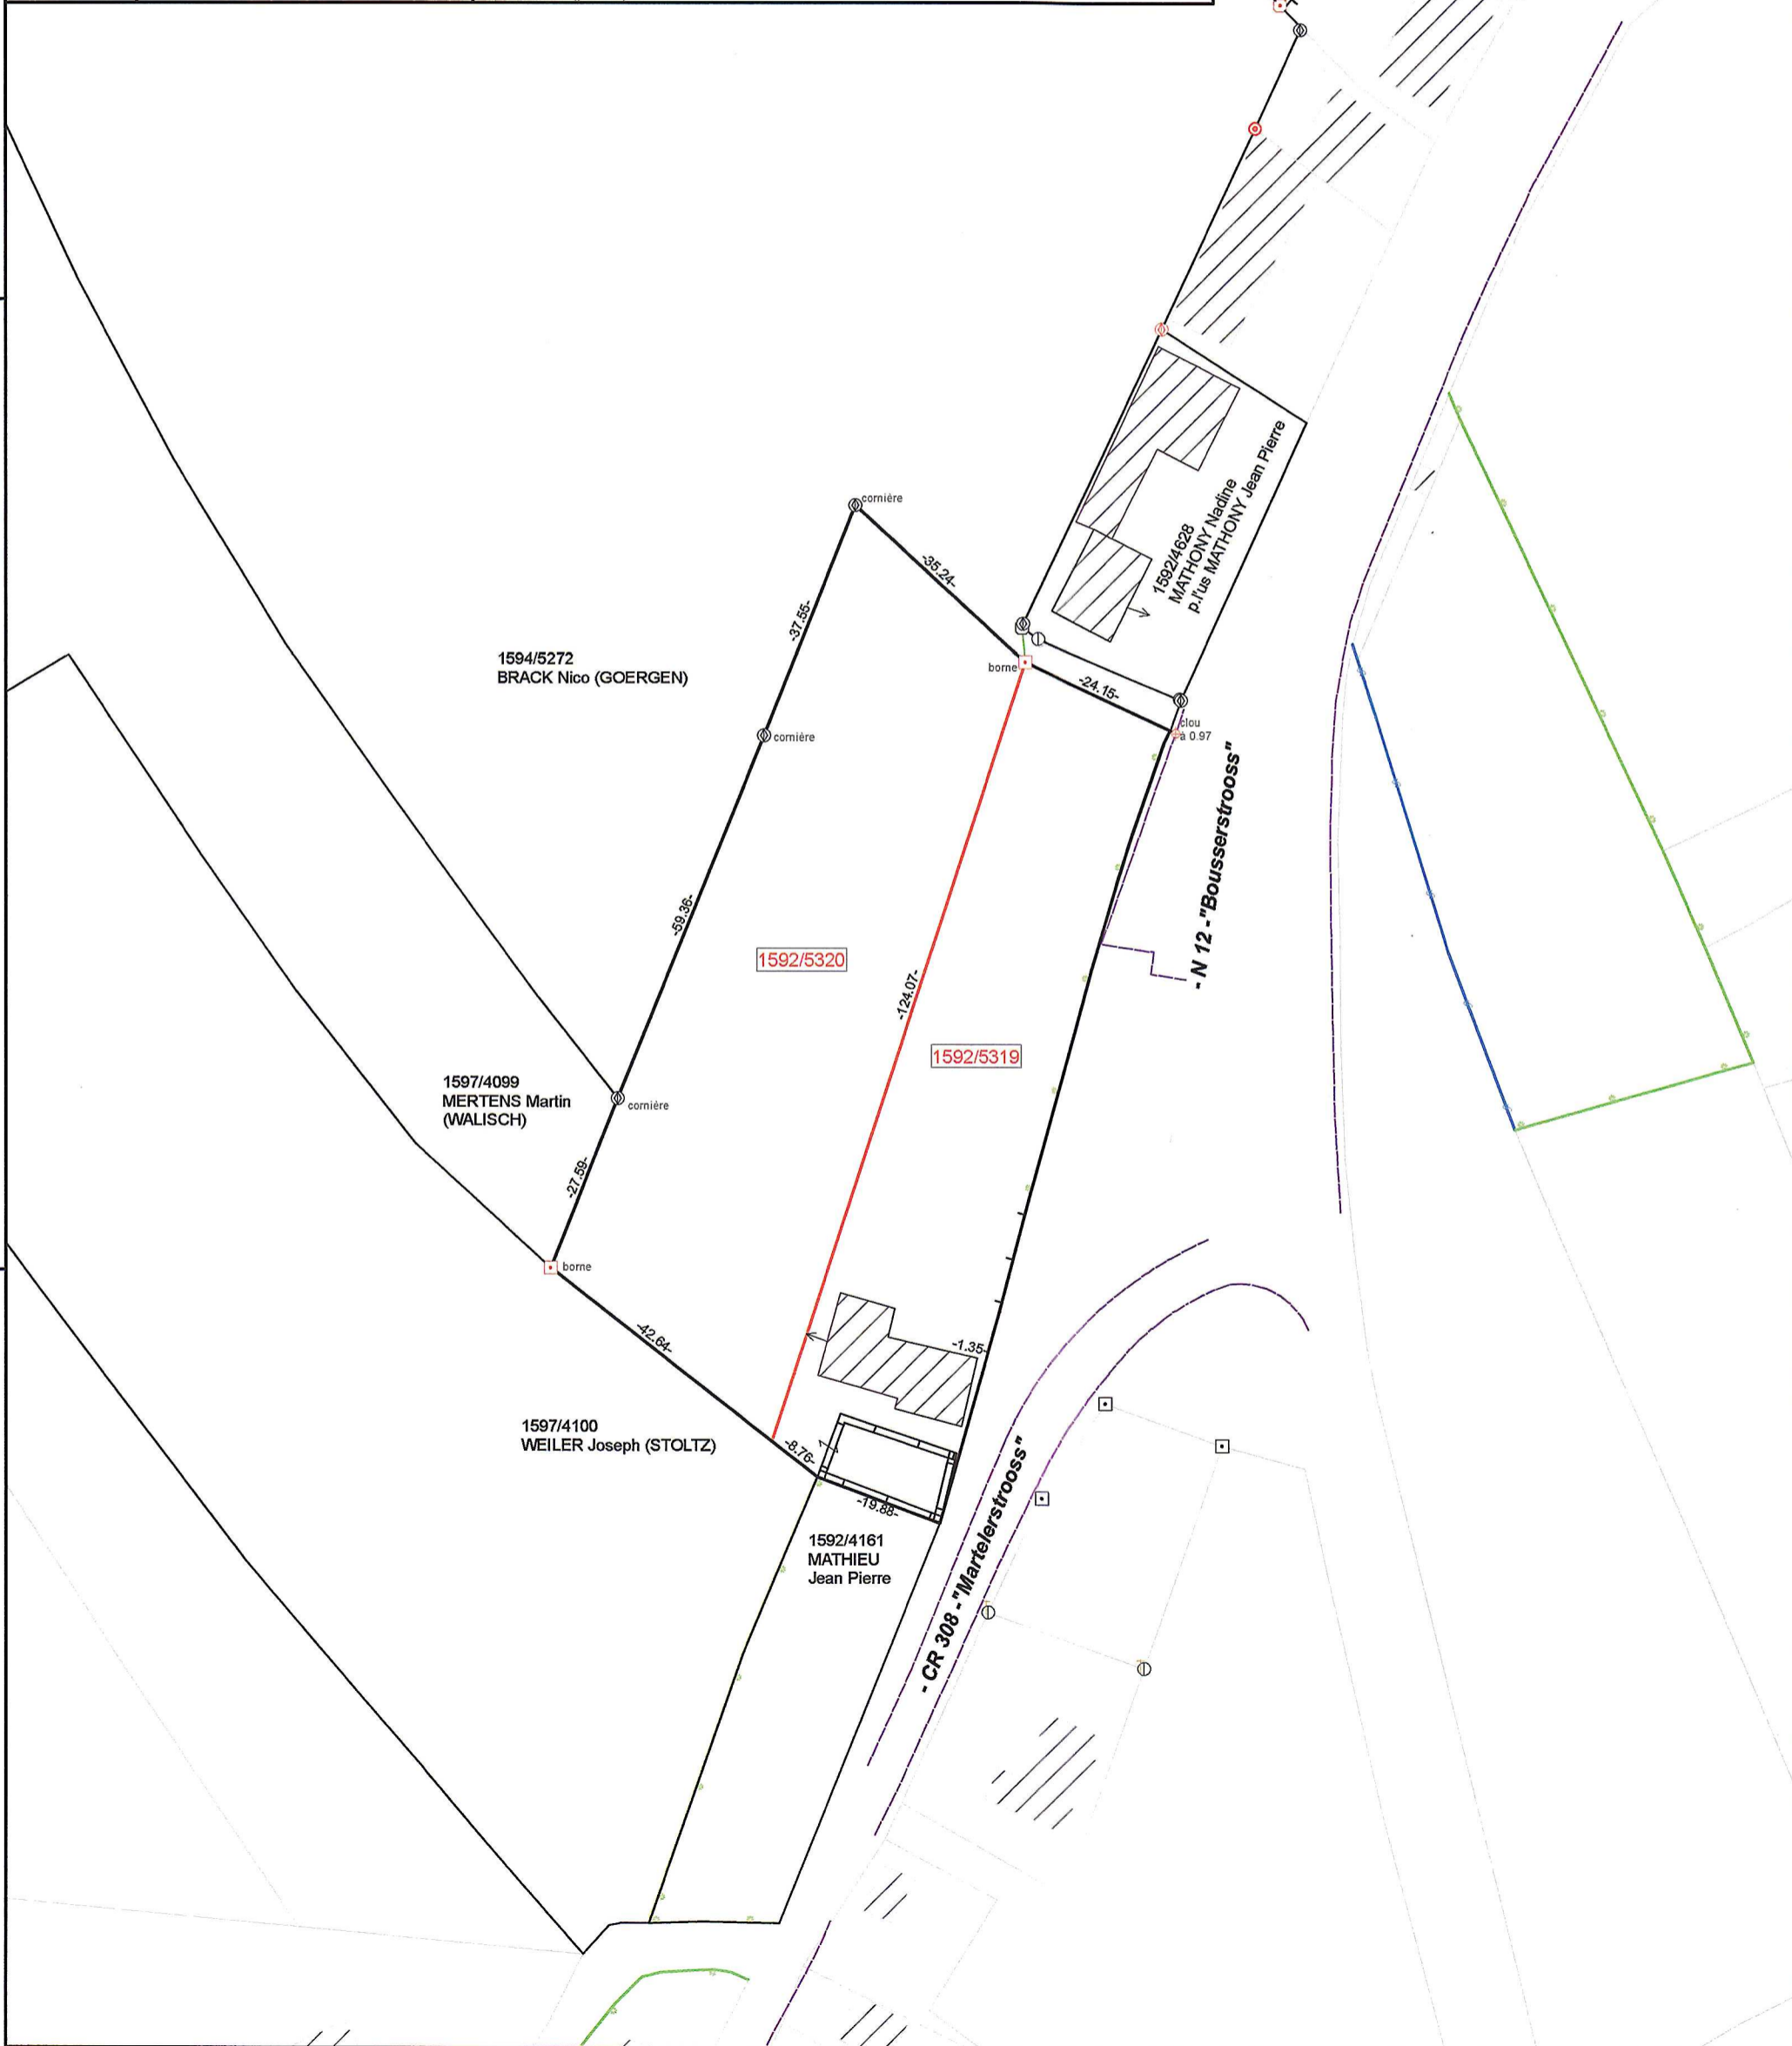 cornière
-35.24-
-37.55-
1592/4628
MATHONY Nadine
p.l'us MATHONY Jean Pierre
1594/5272
BRACK Nico (GOERGEN)
borne
-24.15-
clou
à 0.97
cornière
- N 12 - "Bousserstrooss"
-59.36-
1592/5320
-124.07-
1592/5319
1597/4099
MERTENS Martin
(WALISCH)
cornière
-27.59-
borne
-42.64-
-1.35-
1597/4100
WEILER Joseph (STOLTZ)
-8.76-
-19.88-
1592/4161
MATHIEU
Jean Pierre
- CR 308 - "Martelerstrooss"